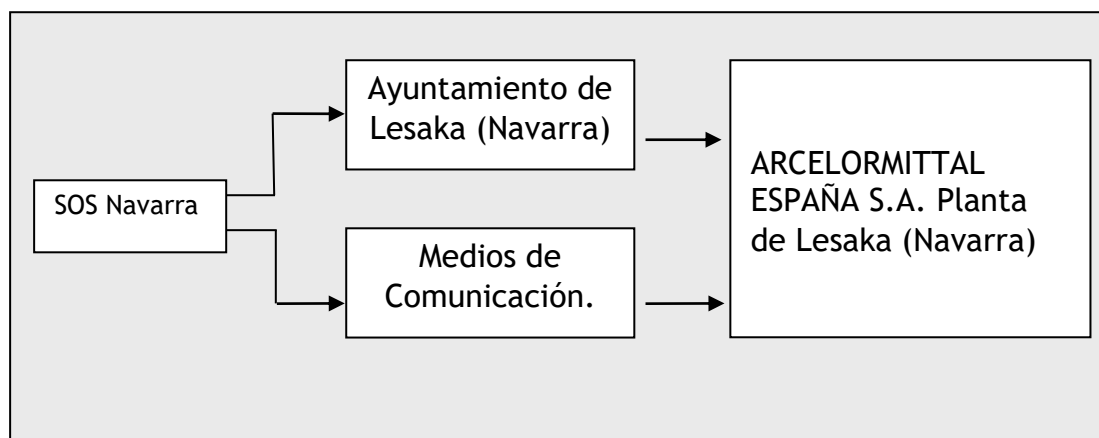 SOS Navarra
Ayuntamiento de
Lesaka (Navarra)
Medios de
Comunicación.
ARCELORMITTAL
ESPAÑA S.A. Planta
de Lesaka (Navarra)